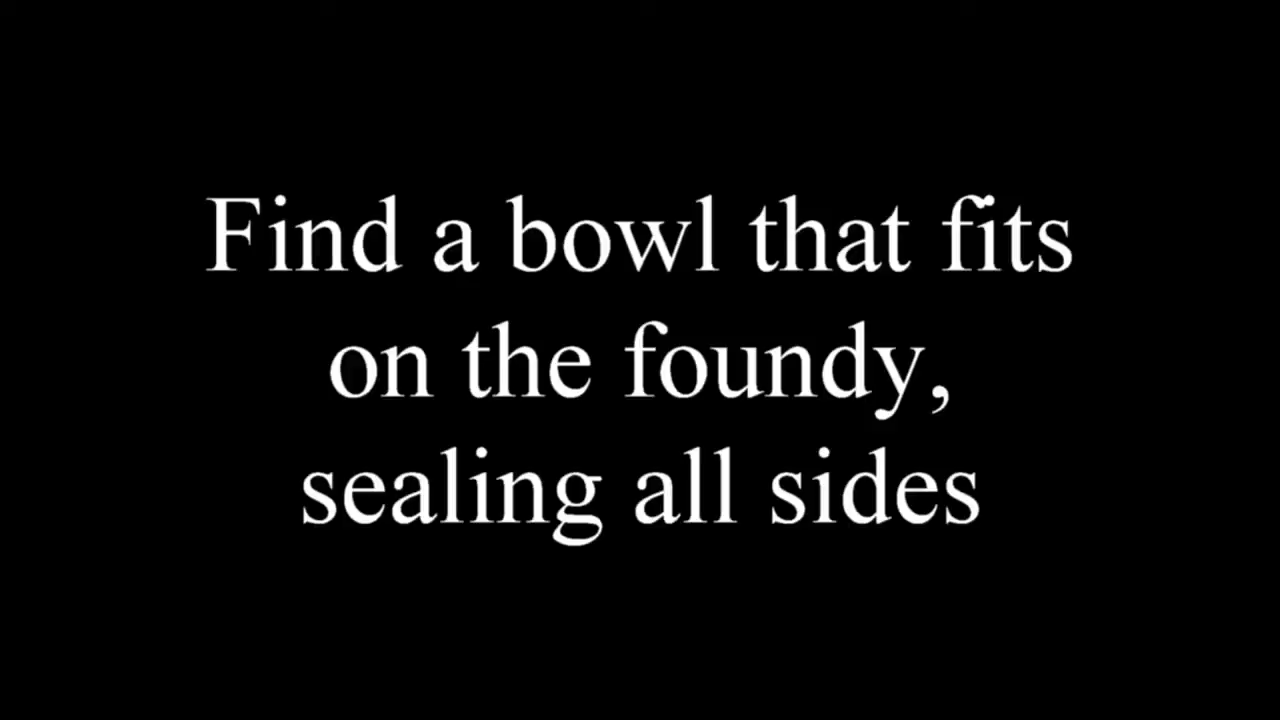 Find a bowl that fits
on the foundy,
sealing all sides